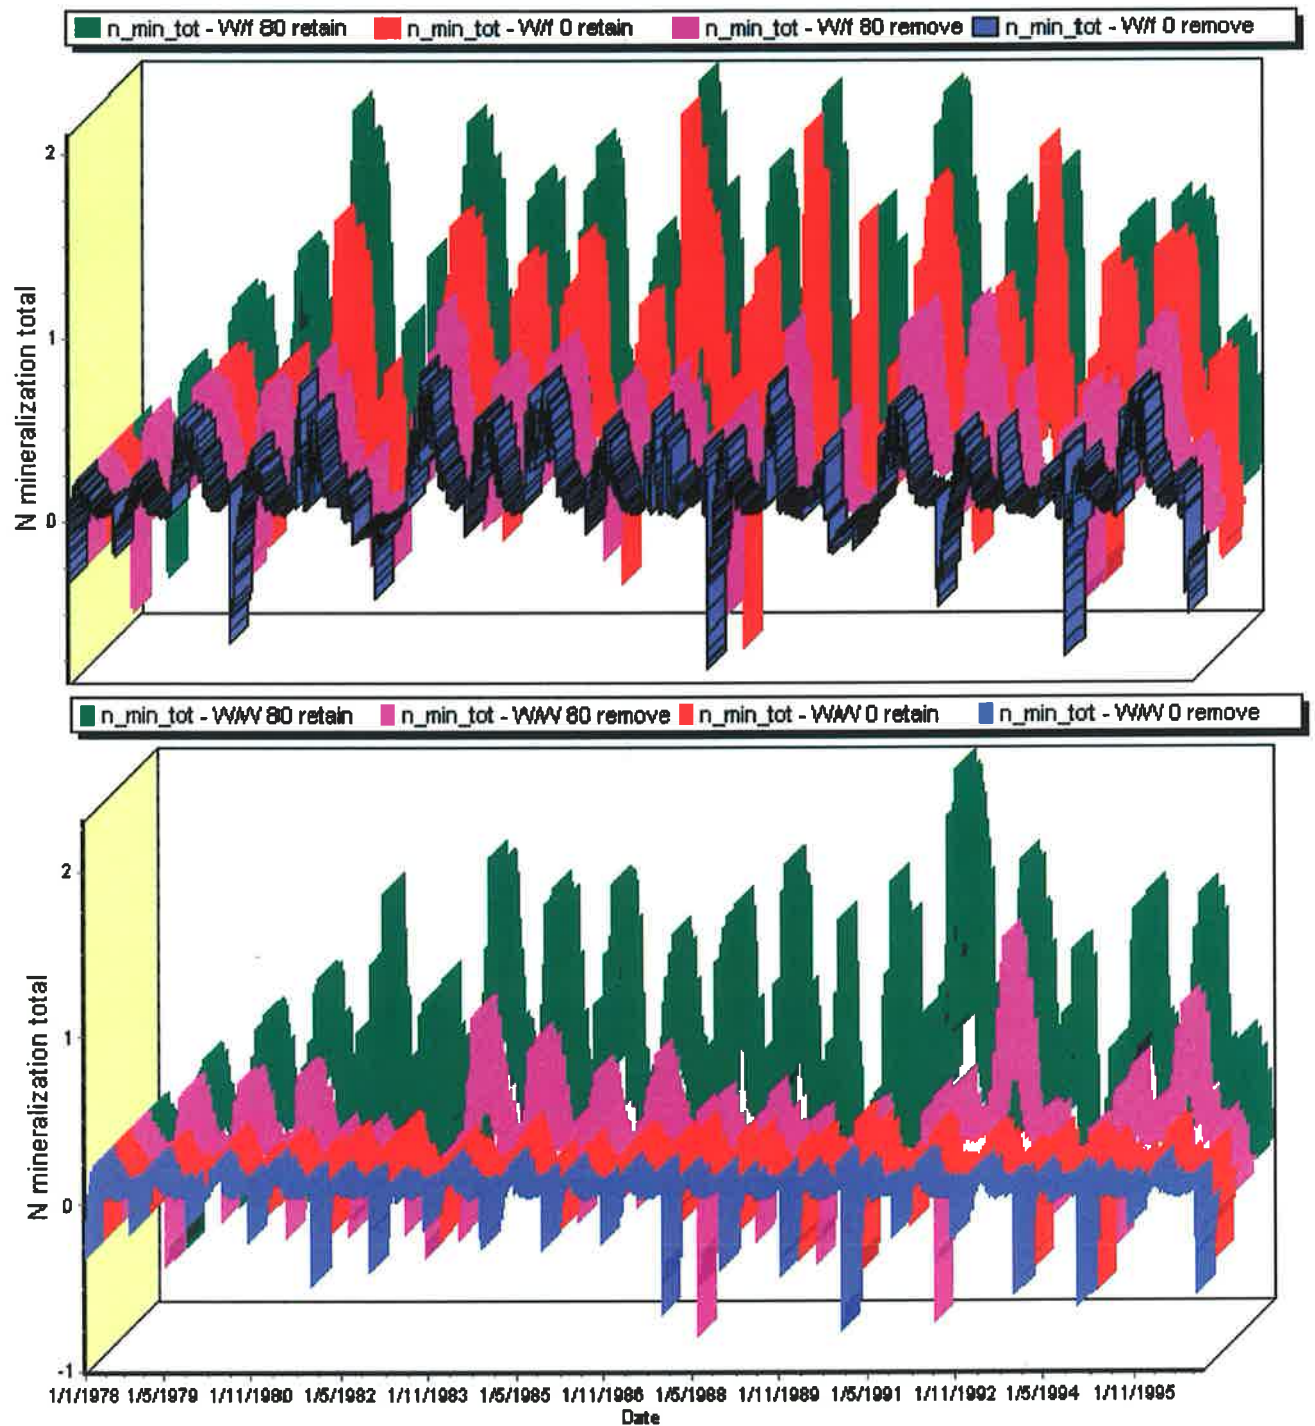 n_min_tot - W/f 80 retain n_min_tot - W/f 0 retain n_min_tot - W/f 80 remove n_min_tot - W/f 0 remove
2
1
0
N mineralization total
n_min_tot - W/W 80 retain n_min_tot - W/W 80 remove n_min_tot - W/W 0 retain n_min_tot - W/W 0 remove
2
1
0
-1
N mineralization total
1/11/1978 1/5/1979 1/11/1980 1/5/1982 1/11/1983 1/5/1985 1/11/1986 1/5/1988 1/11/1989 1/5/1991 1/11/1992 1/5/1994 1/11/1995
Date